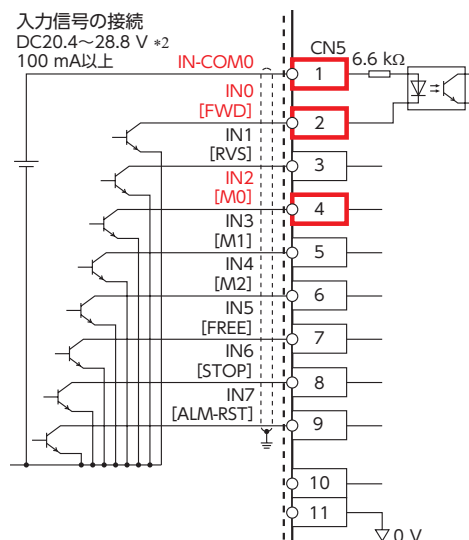 入力信号の接続
DC20.4～28.8 V *2
100 mA以上
IN-COM0
CN5
6.6 kΩ
1
IN0
[FWD]
2
IN1
[RVS]
3
IN2
[M0]
4
IN3
[M1]
5
IN4
[M2]
6
IN5
[FREE]
7
IN6
[STOP]
8
IN7
[ALM-RST]
9
10
11
0 V